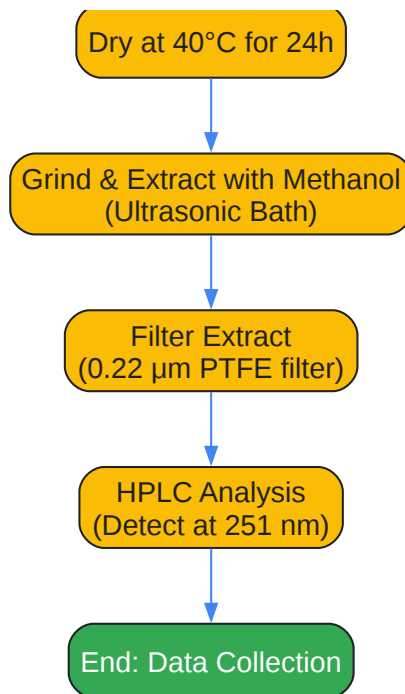 Dry at 40°C for 24h
Grind & Extract with Methanol
(Ultrasonic Bath)
Filter Extract
(0.22 μm PTFE filter)
HPLC Analysis
(Detect at 251 nm)
End: Data Collection